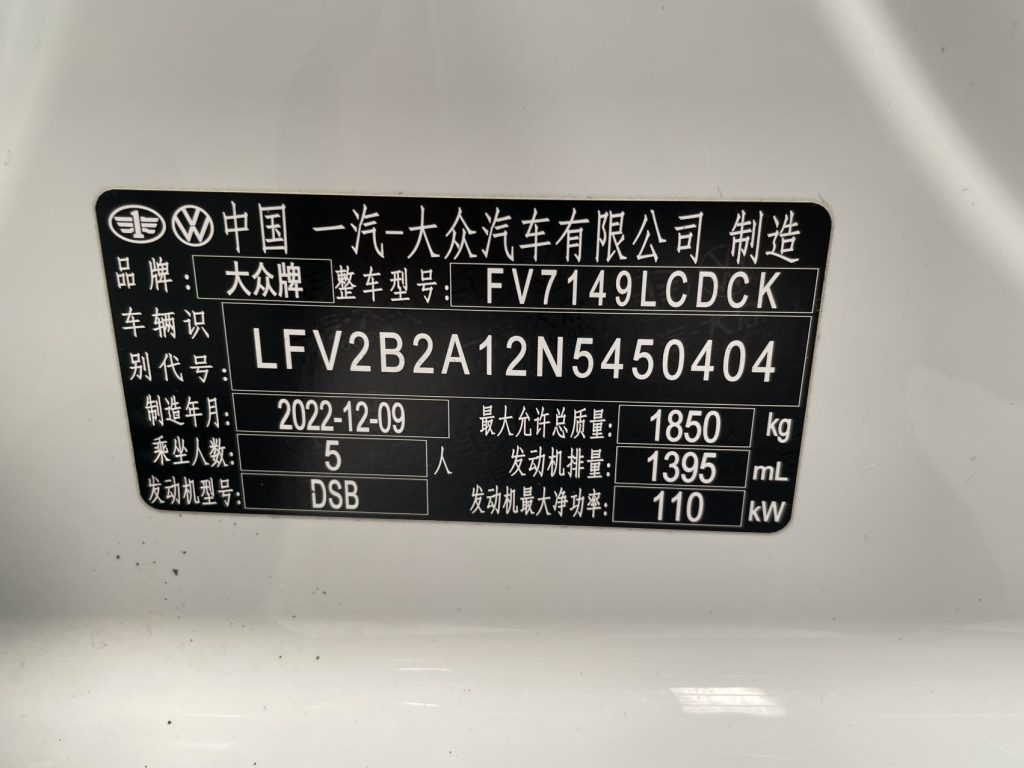 中国 一汽-大众汽车有限公司 制造
品牌: 大众牌 整车型号: FV7149LCDCK
车辆识
别代号: LFV2B2A12N5450404
制造年月: 2022-12-09 最大允许总质量: 1850 kg
乘坐人数: 5 人 发动机排量: 1395 mL
发动机型号: DSB 发动机最大净功率: 110 kW